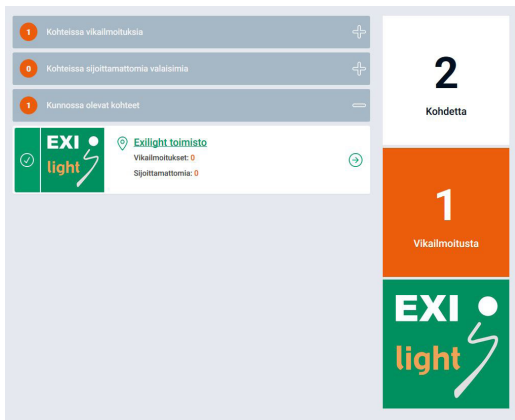 1 Kohteissa vikailmoituksia
0 Kohteissa sijoittamattomia valaisimia
1 Kunnossa olevat kohteet
EXI
light
Exilight toimisto
Vikailmoitukset: 0
Sijoittamattomia: 0
2
Kohdetta
1
Vikailmoitusta
EXI
light